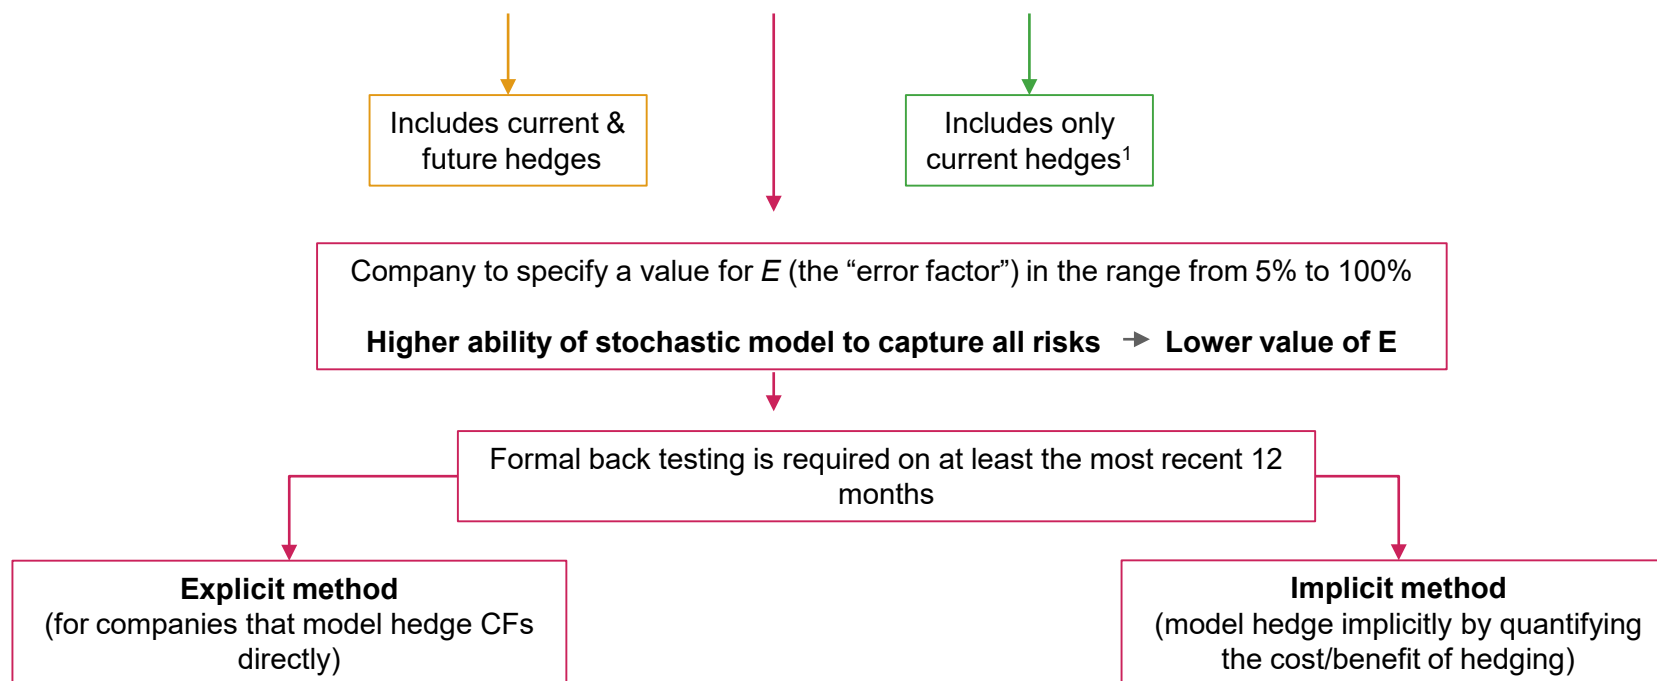 Includes current &
future hedges
Includes only
current hedges¹
Company to specify a value for E (the “error factor”) in the range from 5% to 100%
Higher ability of stochastic model to capture all risks → Lower value of E
Formal back testing is required on at least the most recent 12
months
Explicit method
(for companies that model hedge CFs
directly)
Implicit method
(model hedge implicitly by quantifying
the cost/benefit of hedging)